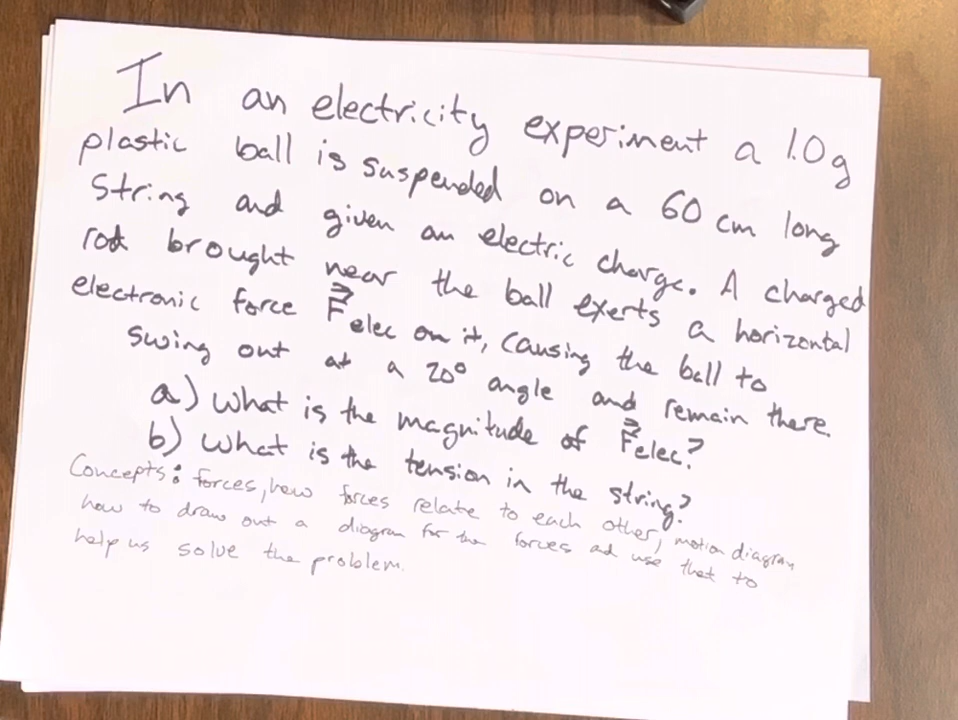 In an electricity experiment a 1.0g
plastic ball is suspended on a 60 cm long
string and given an electric charge. A charged
rod brought near the ball exerts a horizontal
electronic force F⃗elec on it, causing the ball to
swing out at a 20° angle and remain there.
a) what is the magnitude of F⃗elec?
b) what is the tension in the string?
Concepts: forces, how forces relate to each other, motion diagram
how to draw out a diagram for the forces and use that to
help us solve the problem.